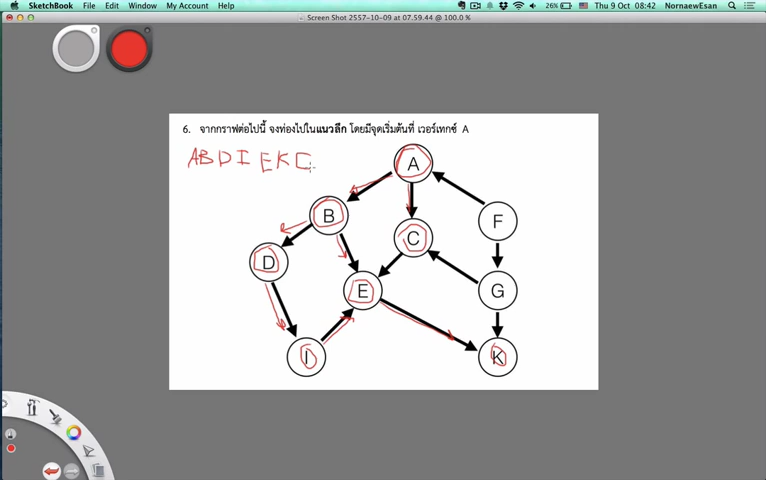 SketchBook File Edit Window My Account Help
26% Thu 9 Oct 08:42 NornaewEsan
Screen Shot 2557-10-09 at 07.59.44 @ 100.0 %
6. จากกราฟต่อไปนี้ จงท่องไปในแนวลึก โดยมีจุดเริ่มต้นที่ เวอร์เทกซ์ A
ABDIEKC
A
B
F
C
D
E
G
I
K